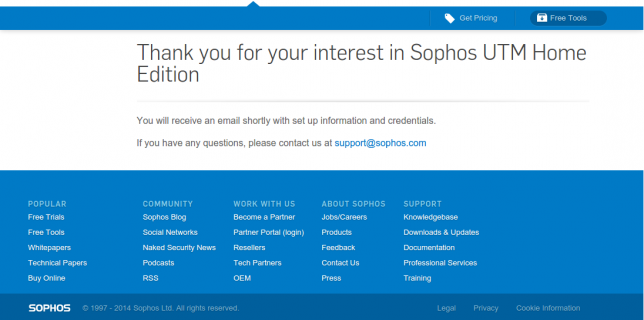 Get Pricing
Free Tools
Thank you for your interest in Sophos UTM Home
Edition
You will receive an email shortly with set up information and credentials.
If you have any questions, please contact us at support@sophos.com
POPULAR
Free Trials
Free Tools
Whitepapers
Technical Papers
Buy Online
COMMUNITY
Sophos Blog
Social Networks
Naked Security News
Podcasts
RSS
WORK WITH US
Become a Partner
Partner Portal (login)
Resellers
Tech Partners
OEM
ABOUT SOPHOS
Jobs/Careers
Products
Feedback
Contact Us
Press
SUPPORT
Knowledgebase
Downloads & Updates
Documentation
Professional Services
Training
SOPHOS © 1997 - 2014 Sophos Ltd. All rights reserved.
Legal Privacy Cookie Information